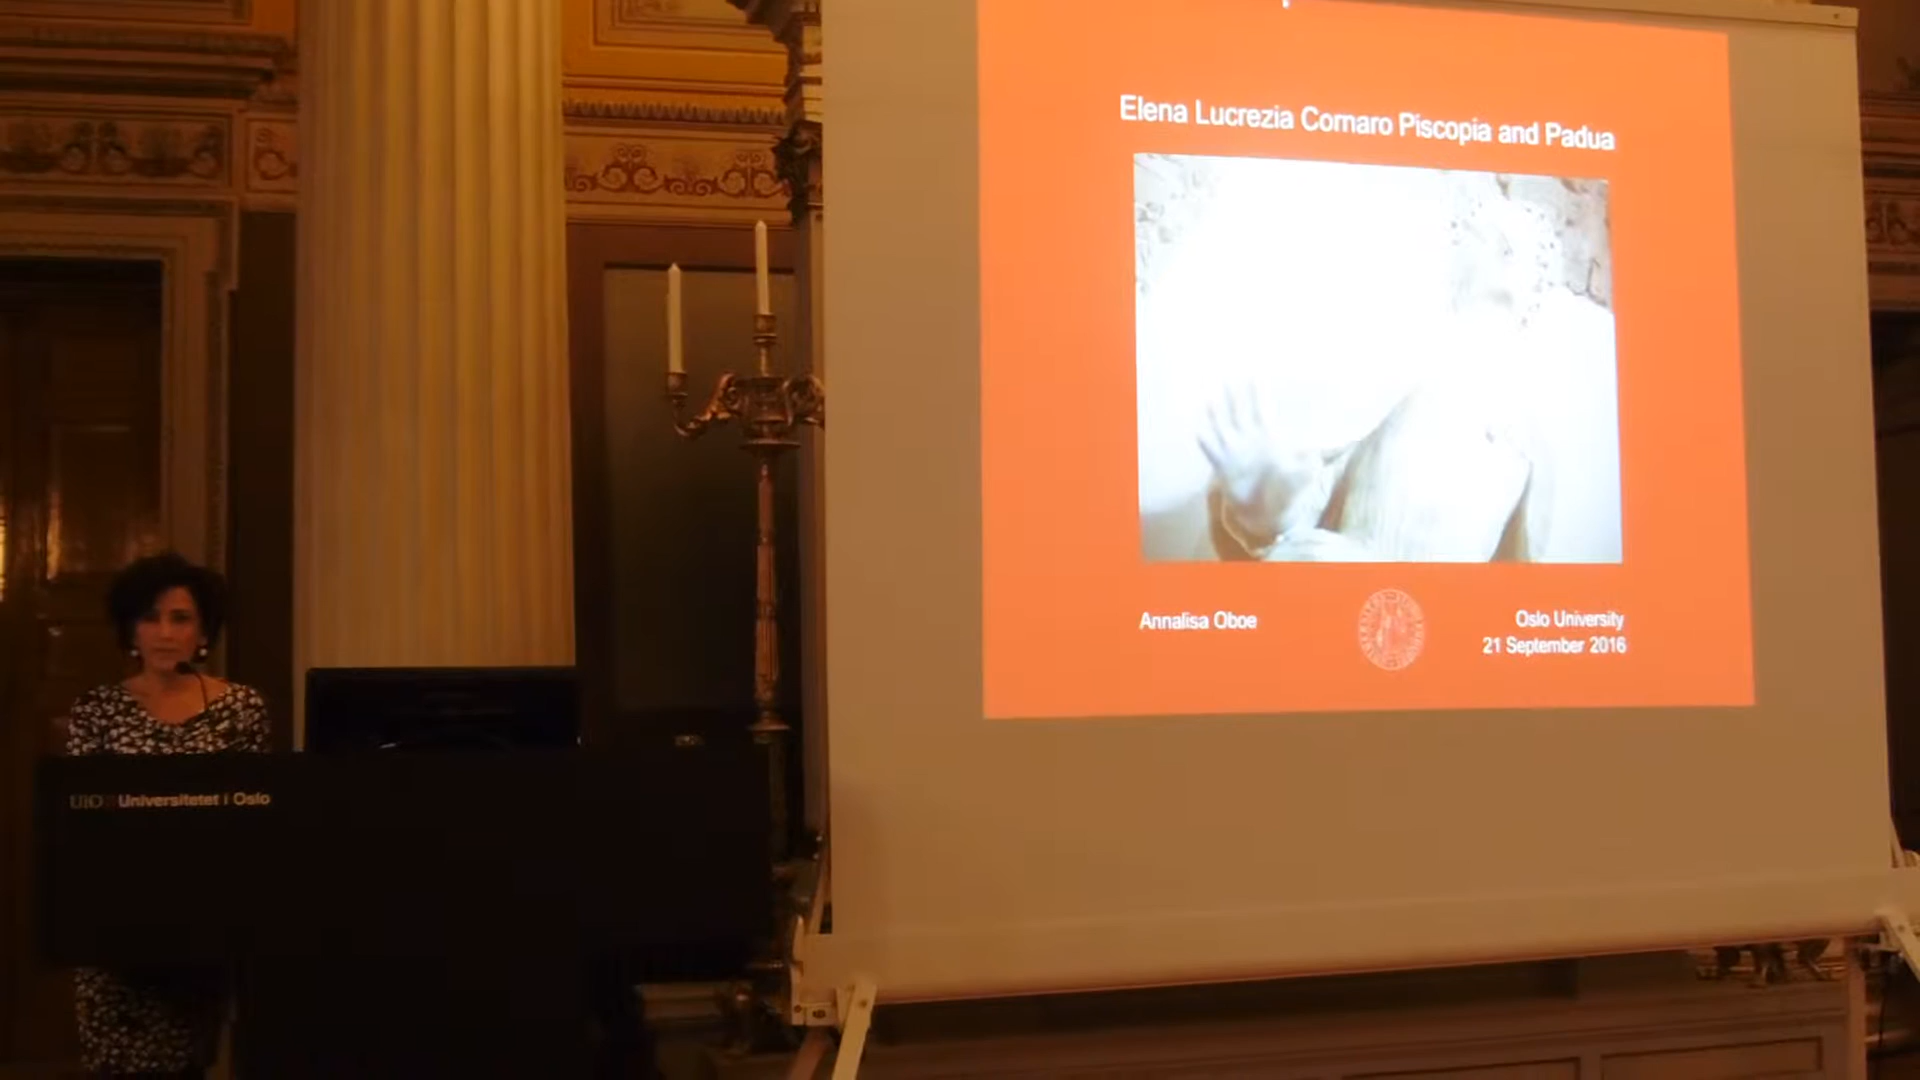 Elena Lucrezia Cornaro Piscopia and Padua
Annalisa Oboe
Oslo University
21 September 2016
UiO Universitetet i Oslo